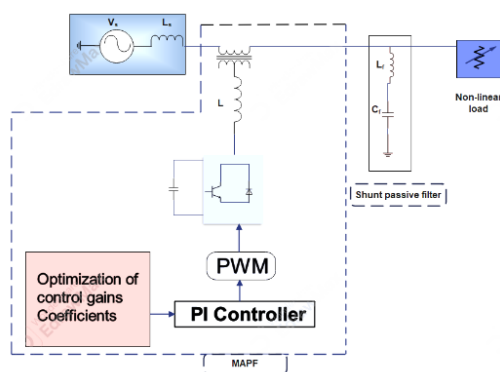 Vs
Ls
L
Lf
Cf
Non-linear
load
Shunt passive filter
PWM
Optimization of
control gains
Coefficients
PI Controller
MAPF